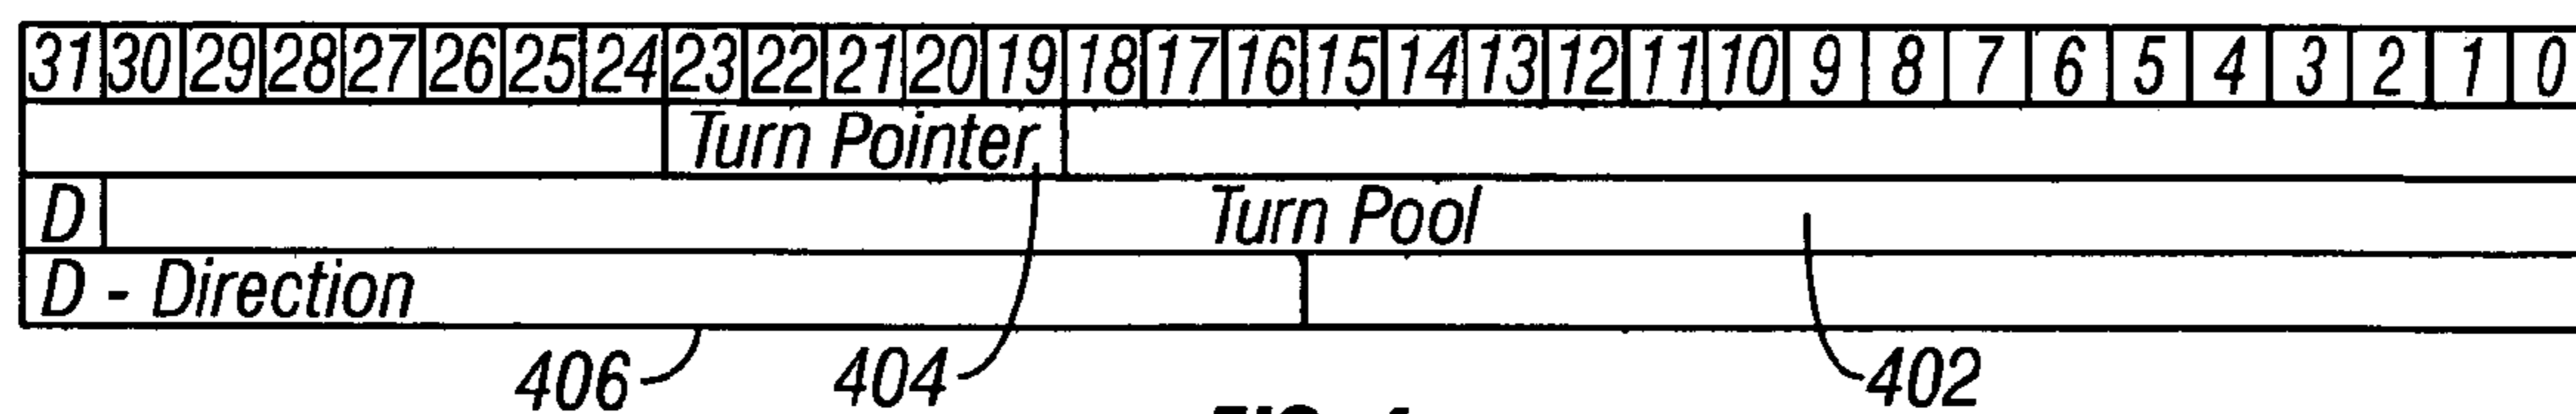 31 30 29 28 27 26 25 24 23 22 21 20 19 18 17 16 15 14 13 12 11 10 9 8 7 6 5 4 3 2 1 0
Turn Pointer
D Turn Pool
D - Direction
406 404 402